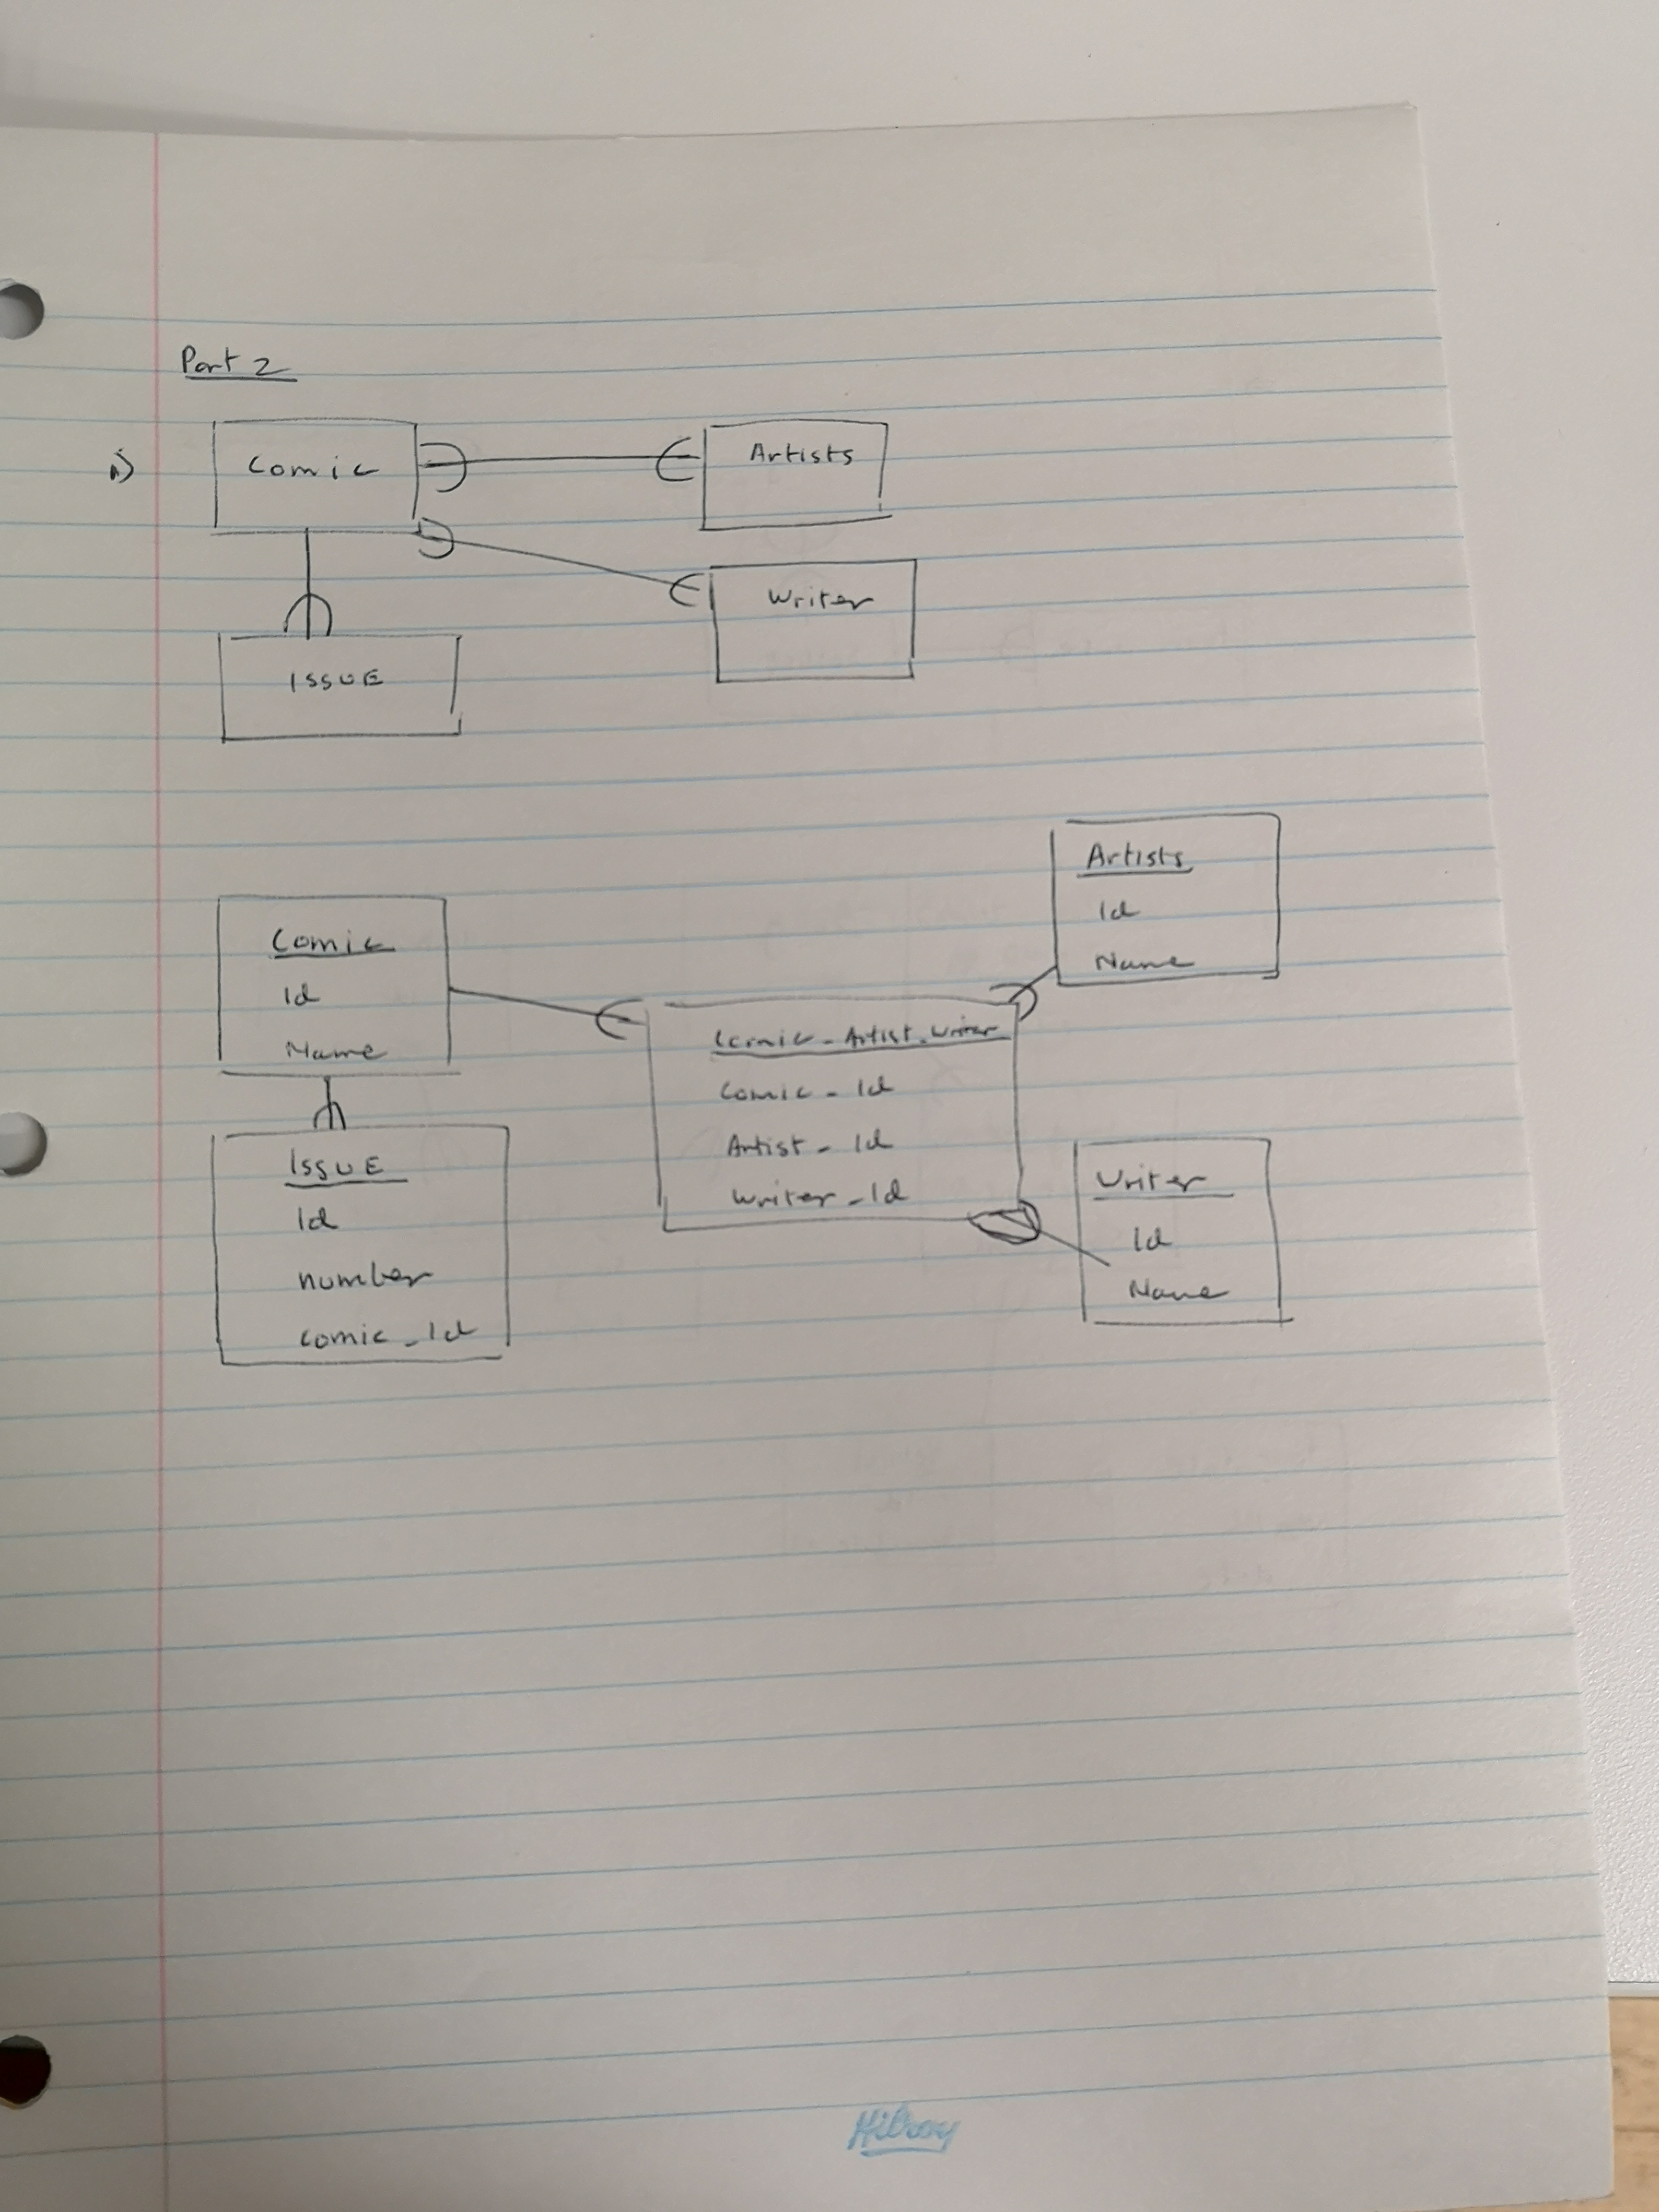 Part 2
1)
Comic
Artists
Writer
ISSUE
Artists
Id
Name
Comic
Id
Name
Comic_Artist_Writer
Comic_Id
Artist_Id
Writer_Id
ISSUE
Id
number
comic_Id
Writer
Id
Name
Hilroy